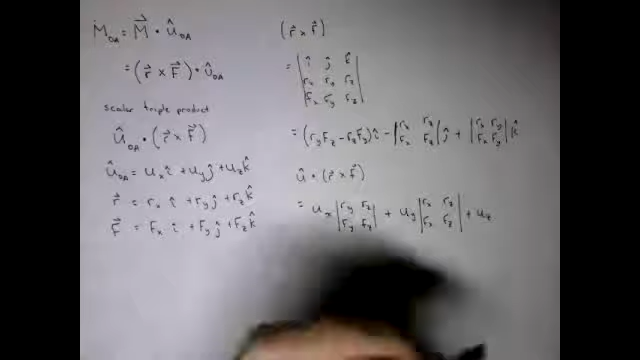 M_OA = M⃗ • û_OA
= (r⃗ × F⃗) • û_OA
scalar triple product
û_OA • (r⃗ × F⃗)
û_OA = u_x î + u_y ĵ + u_z k̂
r⃗ = r_x î + r_y ĵ + r_z k̂
F⃗ = F_x î + F_y ĵ + F_z k̂
(r⃗ × F⃗)
= | î ĵ k̂ |
| r_x r_y r_z |
| F_x F_y F_z |
= (r_y F_z − r_z F_y) î − | r_x r_z | ĵ + | r_x r_y | k̂
| F_x F_z | | F_x F_y |
û • (r⃗ × F⃗)
= u_x | r_y r_z | + u_y | r_x r_z | + u_z
| F_y F_z | | F_x F_z |